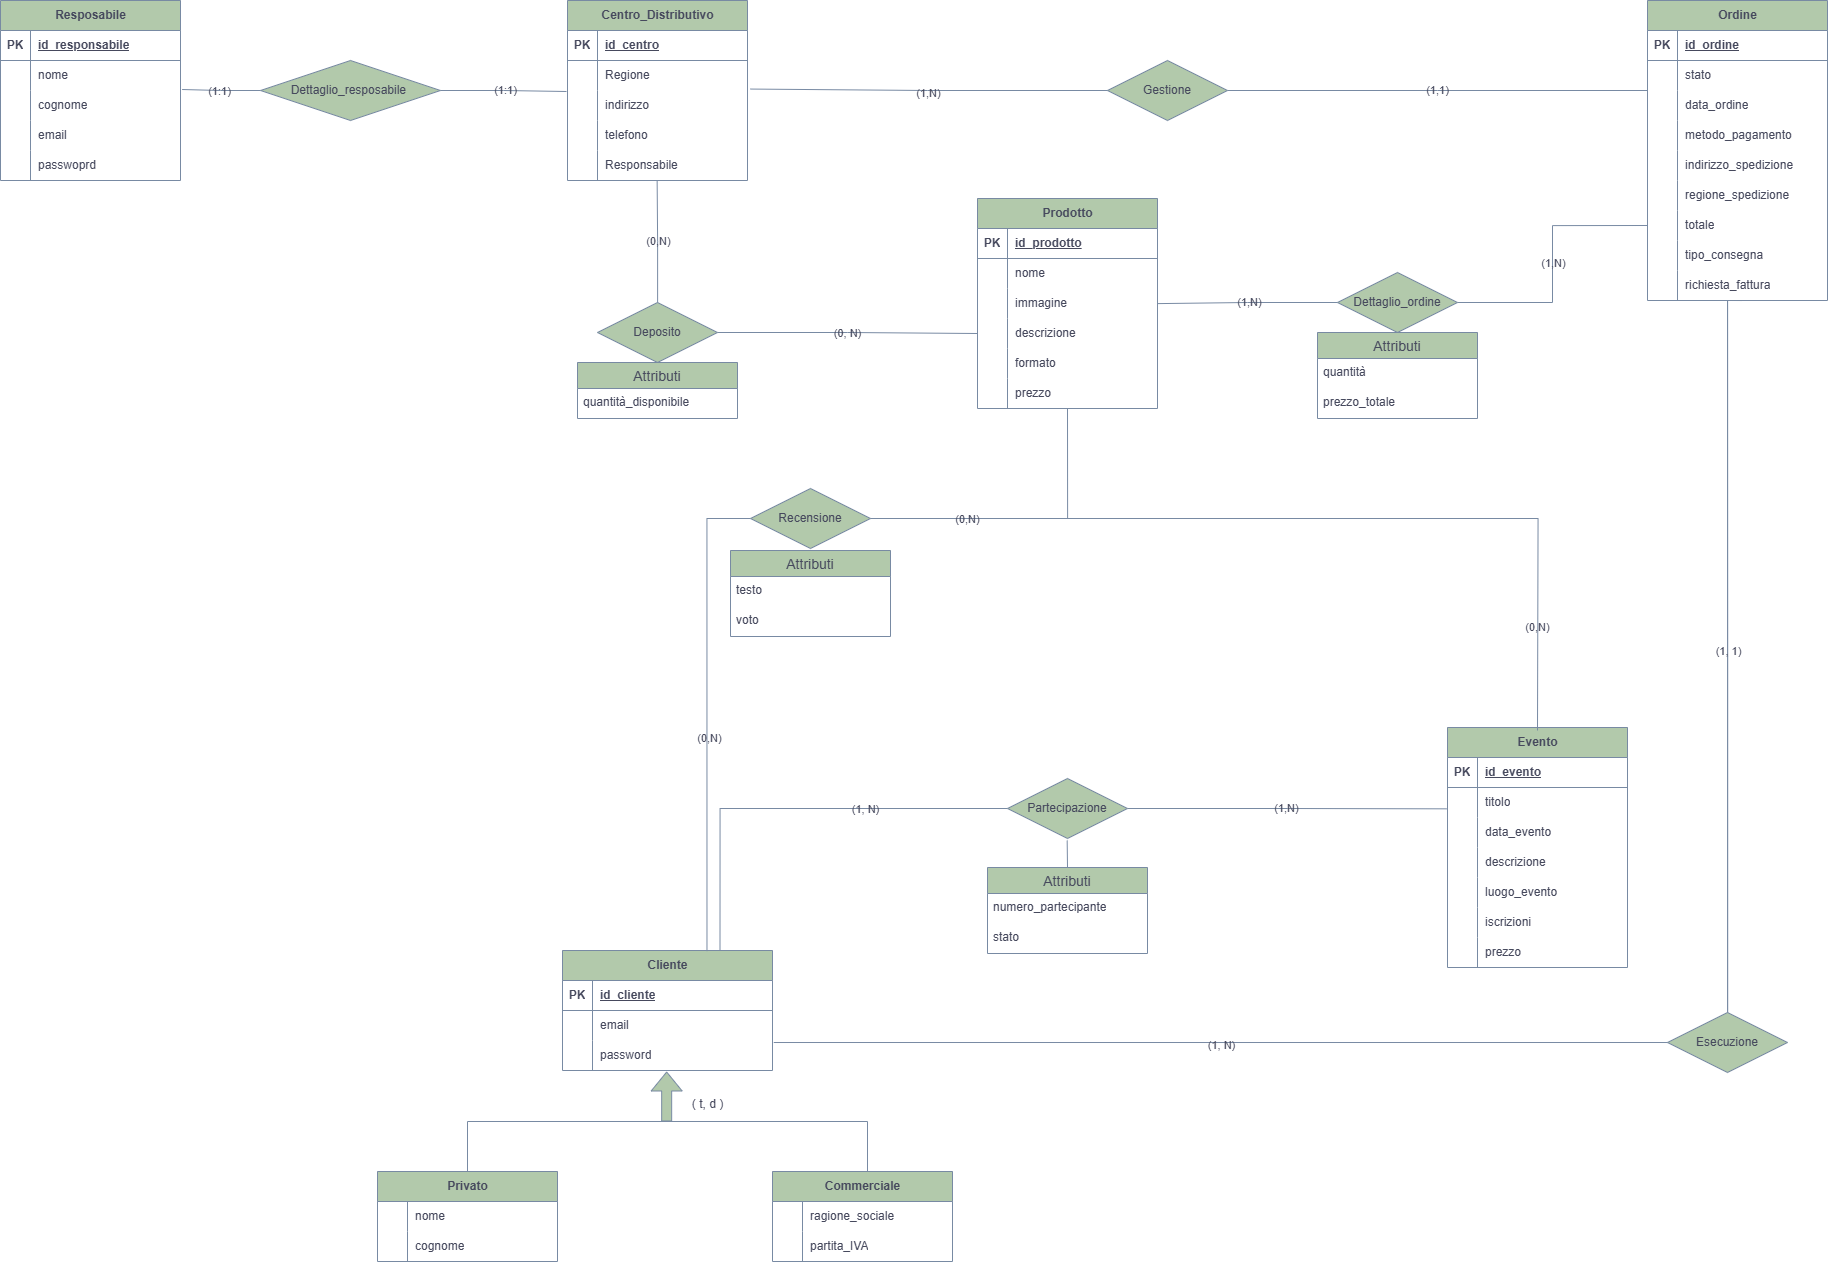 Resposabile
PK id_responsabile
nome
cognome
email
passwoprd
(1:1)
Dettaglio_resposabile
(1:1)
Centro_Distributivo
PK id_centro
Regione
indirizzo
telefono
Responsabile
(1,N)
Gestione
(1,1)
Ordine
PK id_ordine
stato
data_ordine
metodo_pagamento
indirizzo_spedizione
regione_spedizione
totale
tipo_consegna
richiesta_fattura
(0,N)
Deposito
Attributi
quantità_disponibile
(0, N)
Prodotto
PK id_prodotto
nome
immagine
descrizione
formato
prezzo
(1,N)
Dettaglio_ordine
Attributi
quantità
prezzo_totale
(1,N)
Recensione
Attributi
testo
voto
(0,N)
(0,N)
(0,N)
(1, 1)
Evento
PK id_evento
titolo
data_evento
descrizione
luogo_evento
iscrizioni
prezzo
(1, N)
Partecipazione
(1,N)
Attributi
numero_partecipante
stato
Cliente
PK id_cliente
email
password
(1, N)
Esecuzione
( t, d )
Privato
nome
cognome
Commerciale
ragione_sociale
partita_IVA